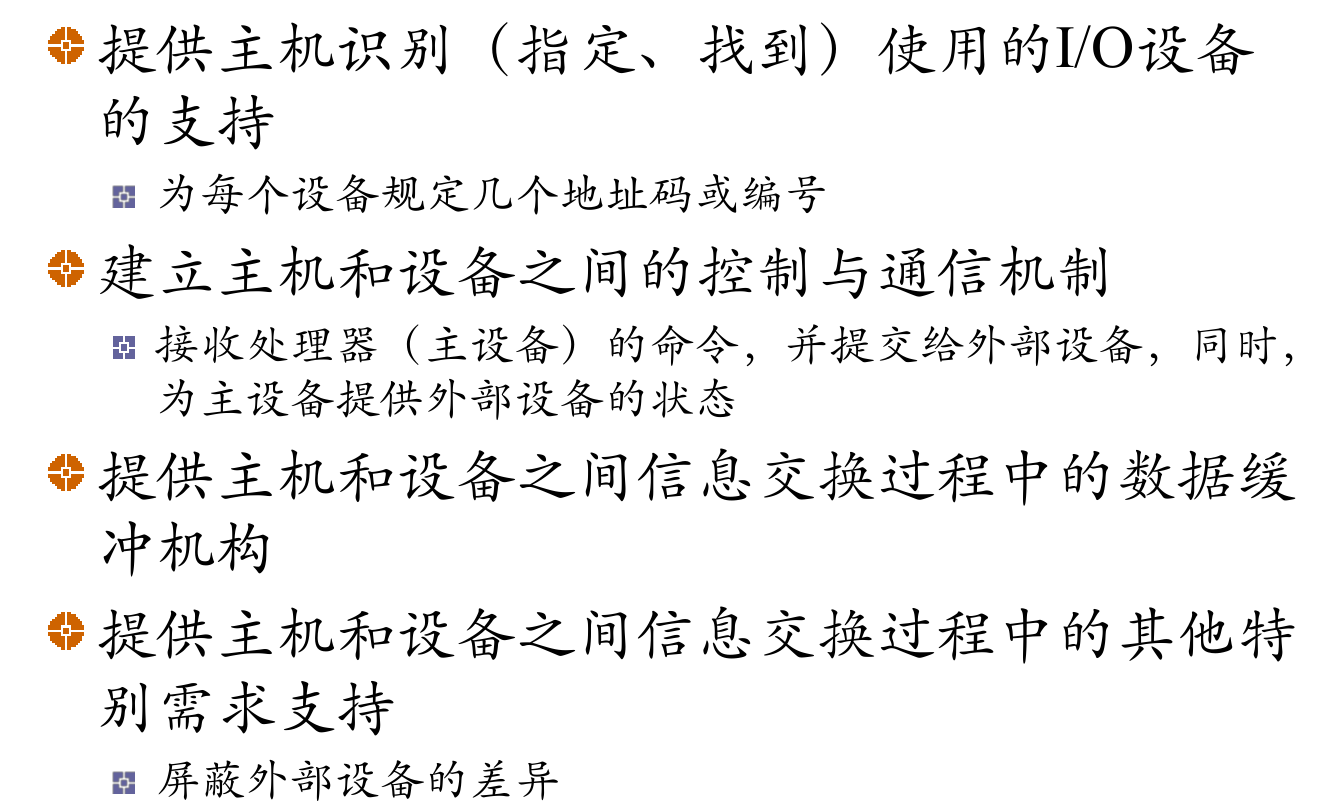 提供主机识别（指定、找到）使用的I/O设备
的支持
为每个设备规定几个地址码或编号
建立主机和设备之间的控制与通信机制
接收处理器（主设备）的命令，并提交给外部设备，同时，
为主设备提供外部设备的状态
提供主机和设备之间信息交换过程中的数据缓
冲机构
提供主机和设备之间信息交换过程中的其他特
别需求支持
屏蔽外部设备的差异